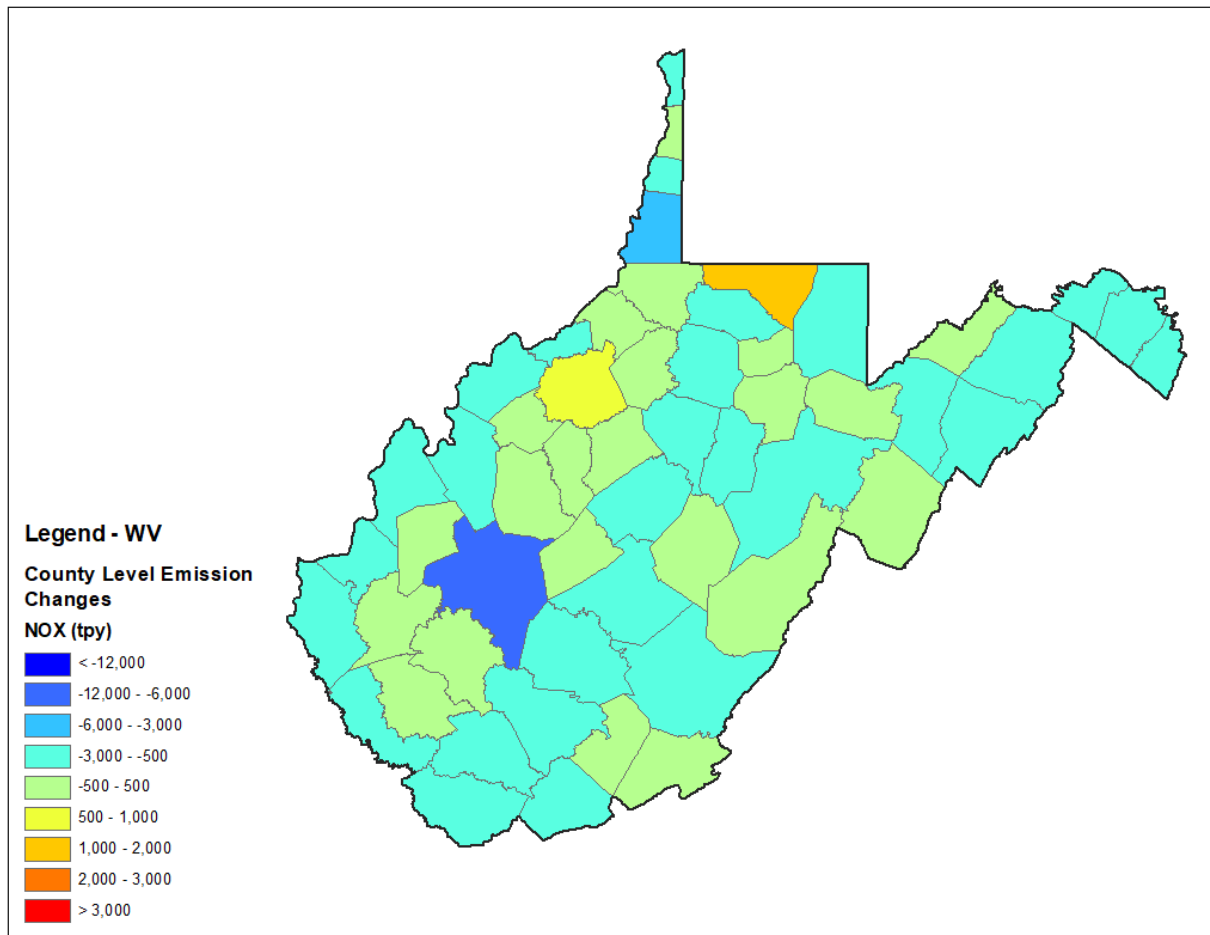 Legend - WV
County Level Emission
Changes
NOX (tpy)
< -12,000
-12,000 - -6,000
-6,000 - -3,000
-3,000 - -500
-500 - 500
500 - 1,000
1,000 - 2,000
2,000 - 3,000
> 3,000